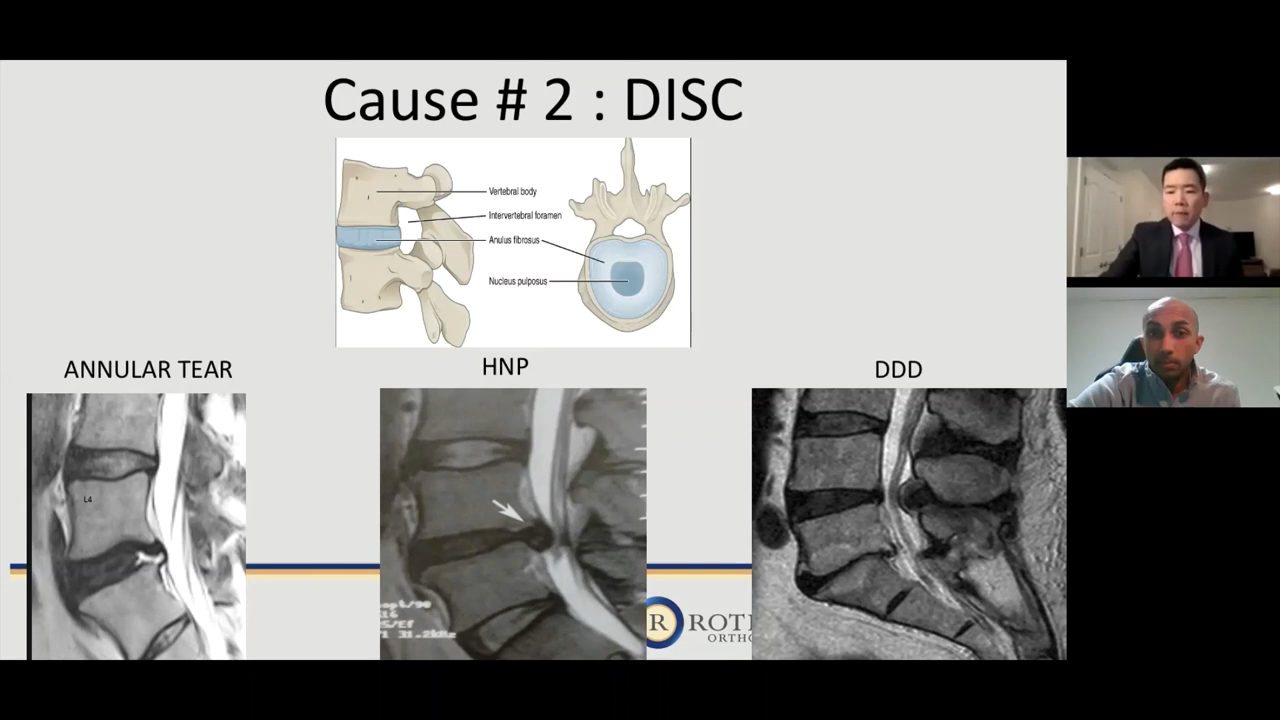 Cause # 2 : DISC
Vertebral body
Intervertebral foramen
Anulus fibrosus
Nucleus pulposus
ANNULAR TEAR
HNP
DDD
L4
R